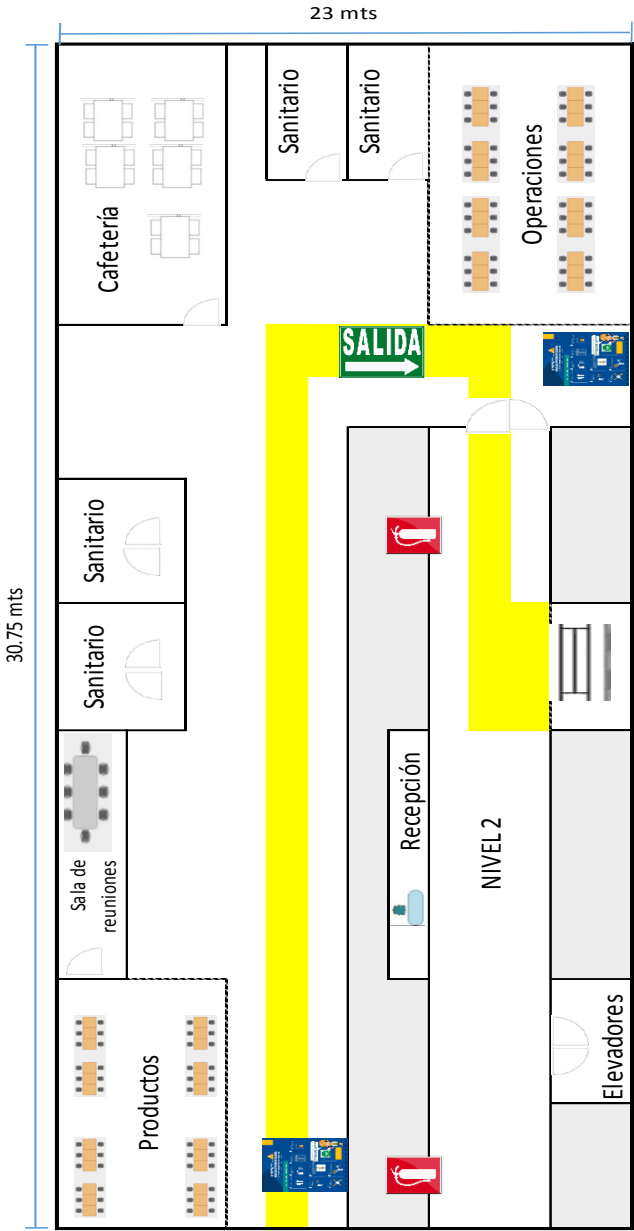 23 mts
30.75 mts
Cafetería
Sanitario
Sanitario
Operaciones
SALIDA
Sanitario
Sanitario
Sala de
reuniones
Recepción
NIVEL 2
Productos
Elevadores